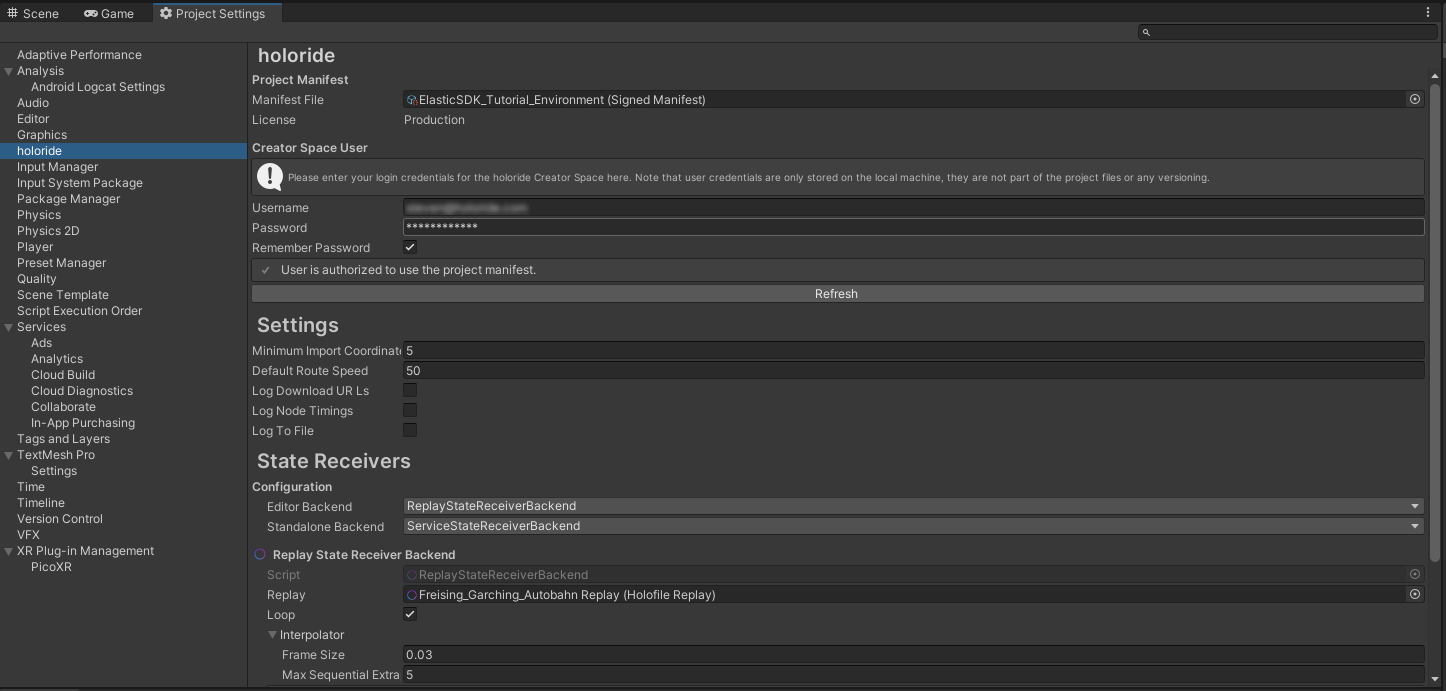 Scene Game Project Settings
Adaptive Performance
Analysis
Android Logcat Settings
Audio
Editor
Graphics
holoride
Input Manager
Input System Package
Package Manager
Physics
Physics 2D
Player
Preset Manager
Quality
Scene Template
Script Execution Order
Services
Ads
Analytics
Cloud Build
Cloud Diagnostics
Collaborate
In-App Purchasing
Tags and Layers
TextMesh Pro
Settings
Time
Timeline
Version Control
VFX
XR Plug-in Management
PicoXR
holoride
Project Manifest
Manifest File ElasticSDK_Tutorial_Environment (Signed Manifest)
License Production
Creator Space User
Please enter your login credentials for the holoride Creator Space here. Note that user credentials are only stored on the local machine, they are not part of the project files or any versioning.
Username
Password ************
Remember Password
User is authorized to use the project manifest.
Refresh
Settings
Minimum Import Coordinate 5
Default Route Speed 50
Log Download UR Ls
Log Node Timings
Log To File
State Receivers
Configuration
Editor Backend ReplayStateReceiverBackend
Standalone Backend ServiceStateReceiverBackend
Replay State Receiver Backend
Script ReplayStateReceiverBackend
Replay Freising_Garching_Autobahn Replay (Holofile Replay)
Loop
Interpolator
Frame Size 0.03
Max Sequential Extra 5